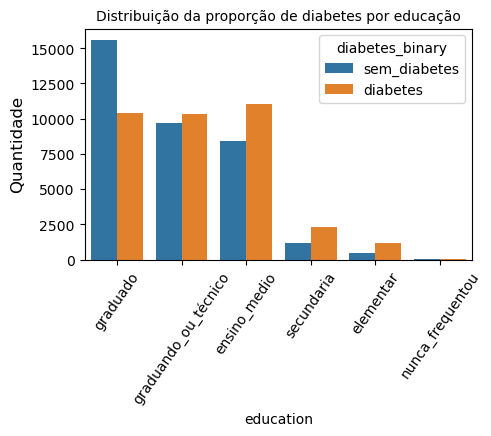 Distribuição da proporção de diabetes por educação
Quantidade
15000
12500
10000
7500
5000
2500
0
diabetes_binary
sem_diabetes
diabetes
graduado
graduando_ou_técnico
ensino_medio
secundaria
elementar
nunca_frequentou
education